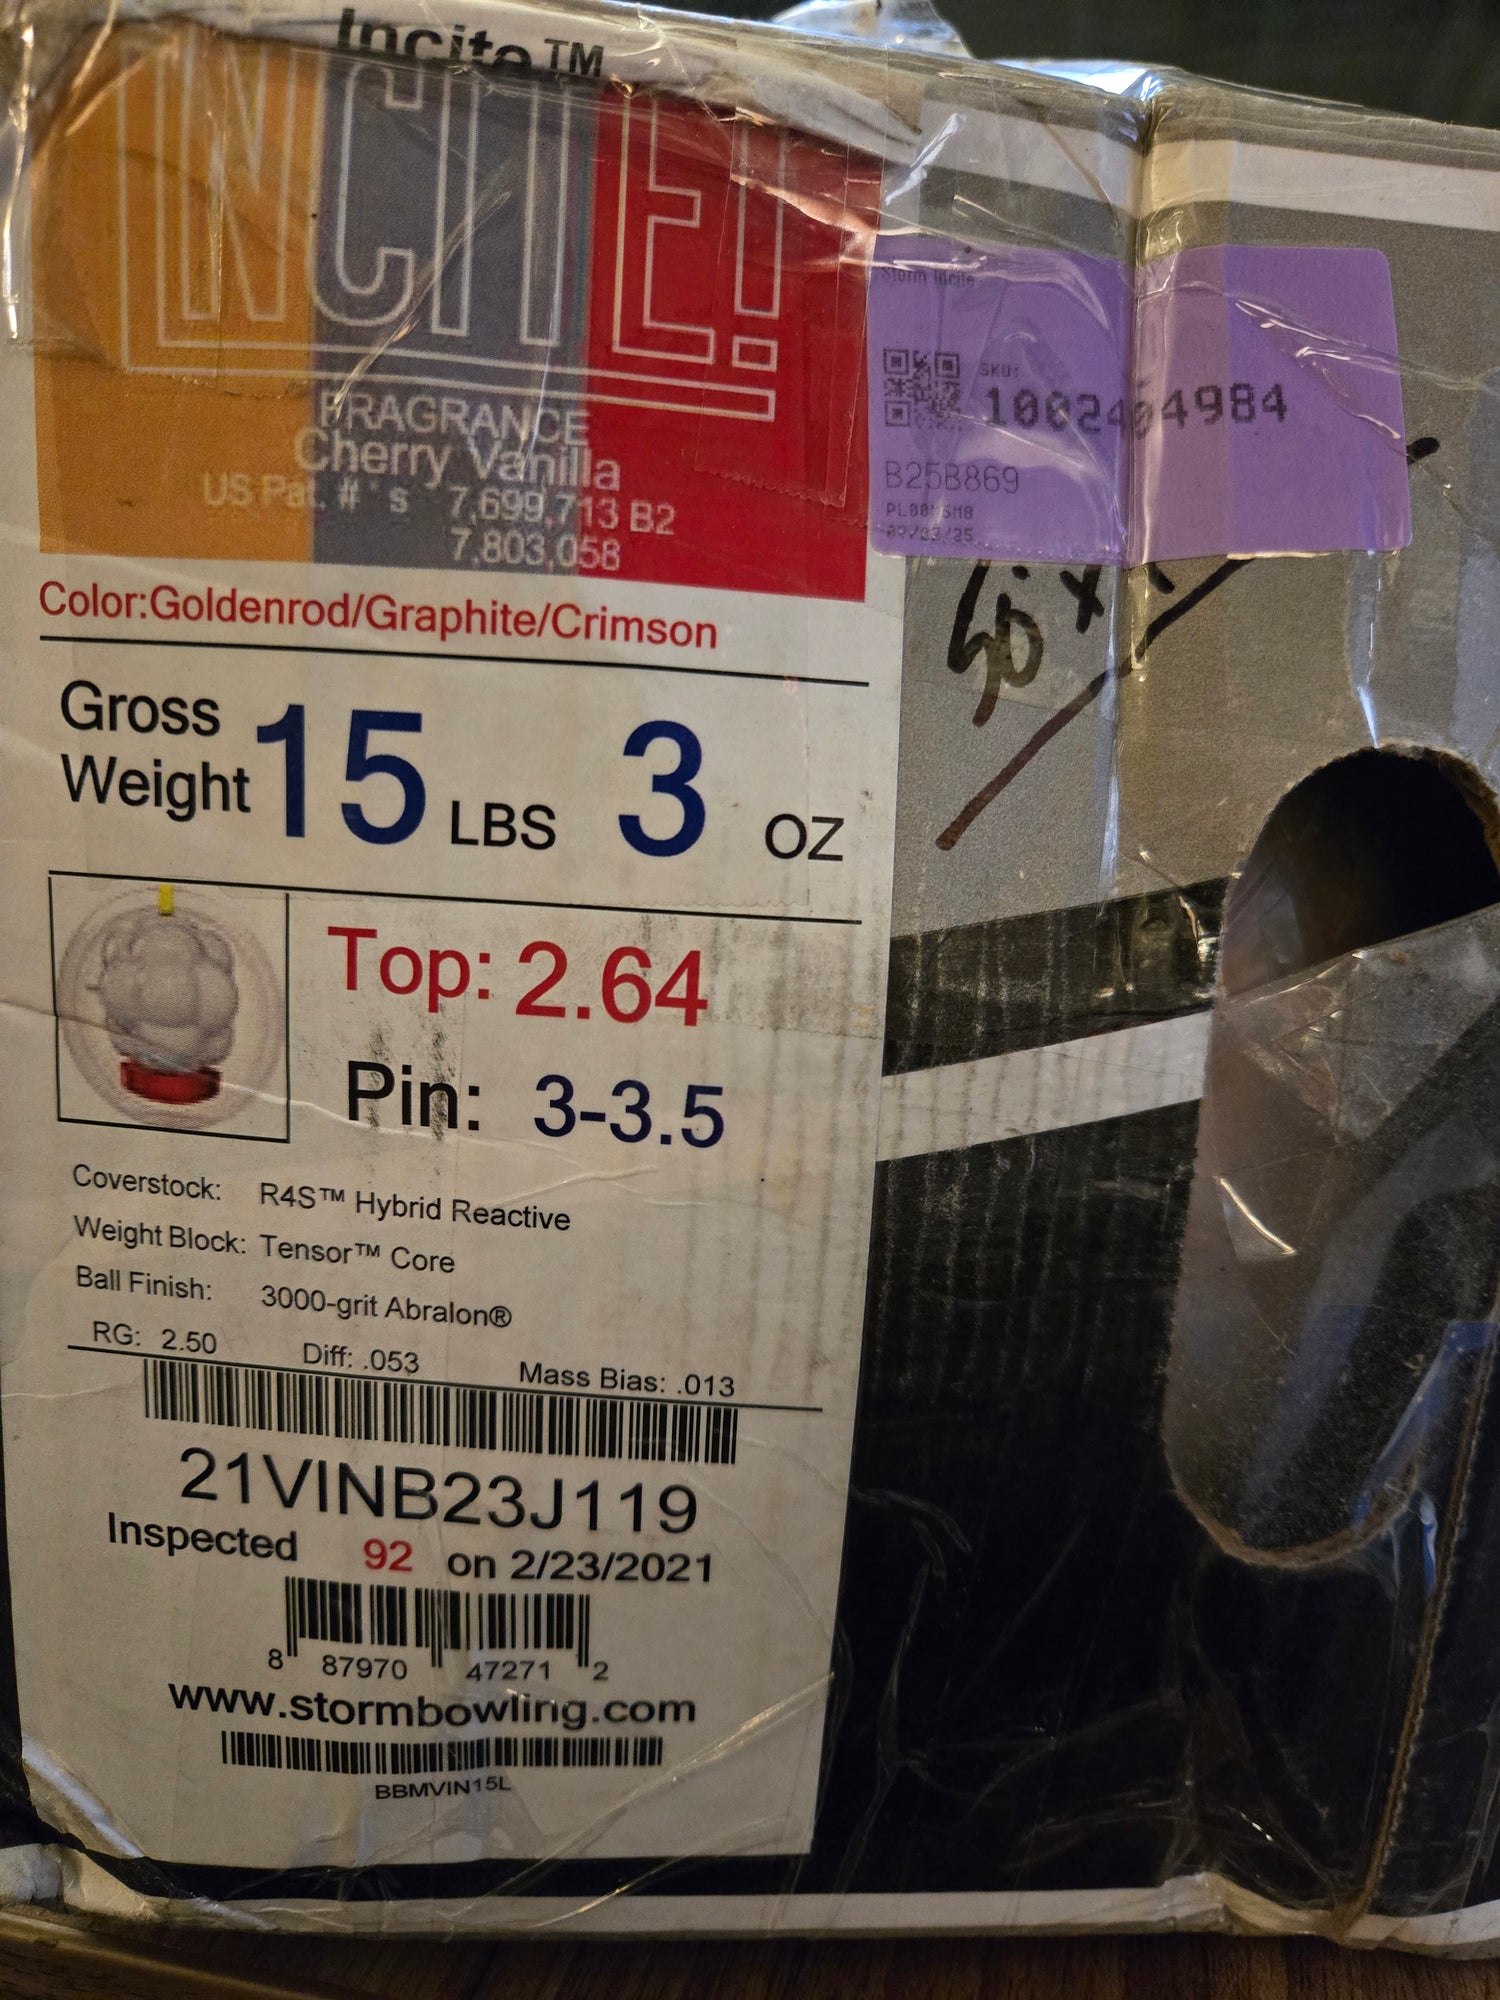 Incite™
INCITE!
FRAGRANCE
Cherry Vanilla
US Pat. # ' s 7,699,713 B2
7,803,058
Color:Goldenrod/Graphite/Crimson
Gross Weight 15 LBS 3 OZ
Top: 2.64
Pin: 3-3.5
Coverstock: R4S™ Hybrid Reactive
Weight Block: Tensor™ Core
Ball Finish: 3000-grit Abralon®
RG: 2.50 Diff: .053 Mass Bias: .013
21VINB23J119
Inspected 92 on 2/23/2021
8 87970 47271 2
www.stormbowling.com
BBMVIN15L
Storm Incite
SKU:
1002404984
B25B869